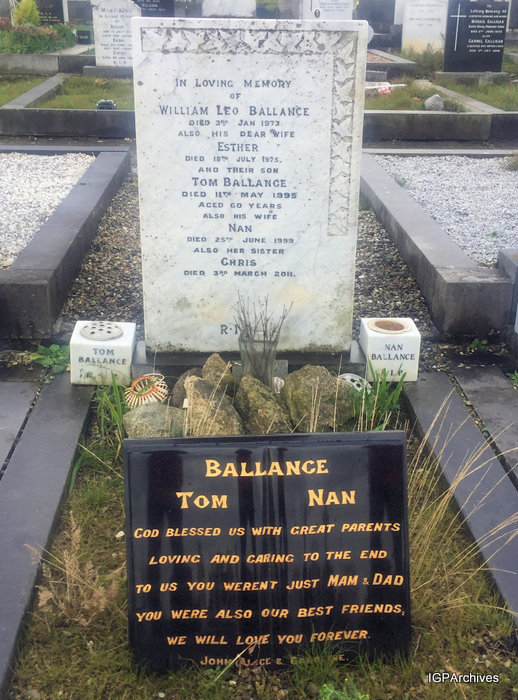 In Loving Memory
of
William Leo Ballance
Died 3rd Jan 1973.
Also His Dear Wife
Esther
Died 18th July 1975.
And Their Son
Tom Ballance
Died 11th May 1995
Aged 60 Years
Also His Wife
Nan
Died 25th June 1999
Also Her Sister
Chris
Died 3rd March 2011.
Tom
Ballance
Nan
Ballance
R.I.P.
Ballance
Tom Nan
God blessed us with great parents
loving and caring to the end
to us you werent just Mam & Dad
you were also our best friends,
we will love you forever.
John
IGPArchives